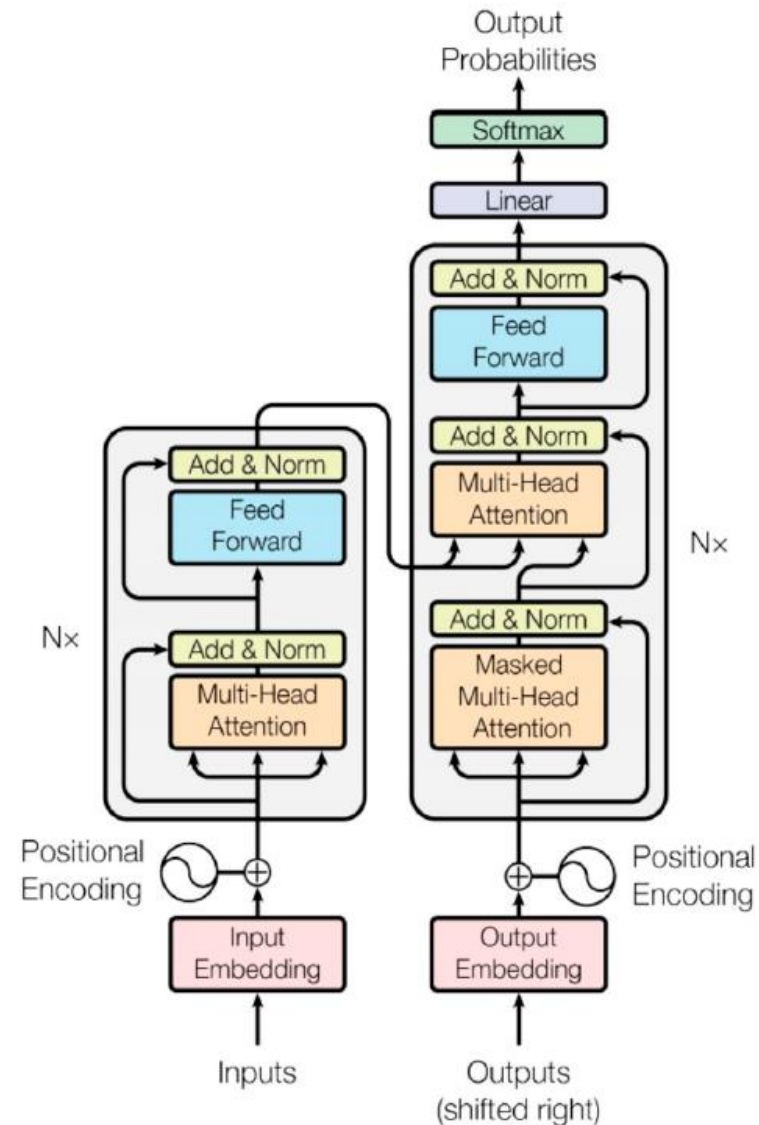 Output
Probabilities
Softmax
Linear
Add & Norm
Feed
Forward
Add & Norm
Multi-Head
Attention
Add & Norm
Masked
Multi-Head
Attention
Nx
Add & Norm
Feed
Forward
Add & Norm
Multi-Head
Attention
Nx
Positional
Encoding
Positional
Encoding
Input
Embedding
Output
Embedding
Inputs
Outputs
(shifted right)